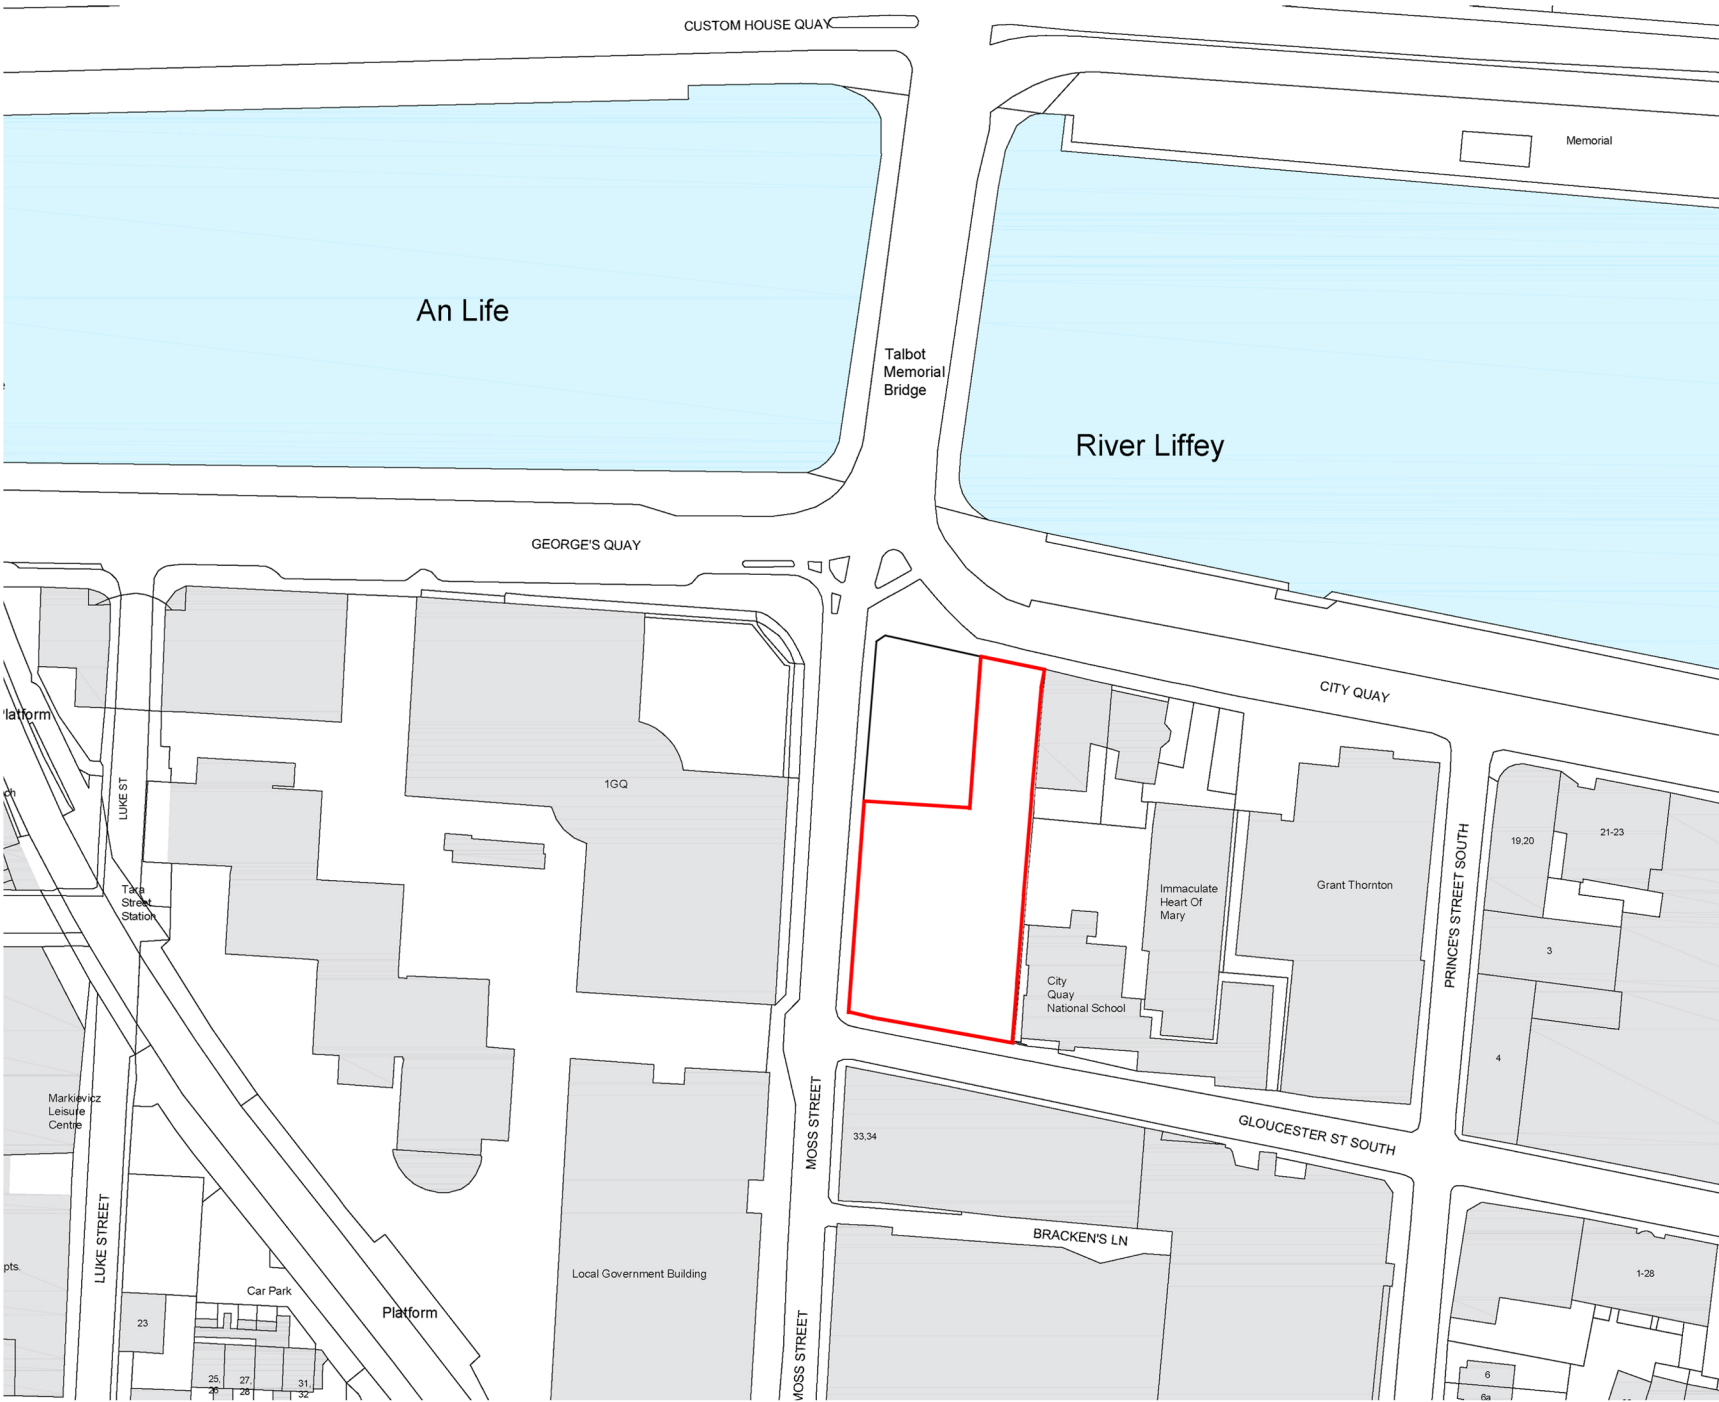 CUSTOM HOUSE QUAY
Memorial
An Life
Talbot
Memorial
Bridge
River Liffey
GEORGE'S QUAY
CITY QUAY
Platform
LUKE ST
1GQ
Tara
Street
Station
19,20
21-23
Immaculate
Heart Of
Mary
Grant Thornton
PRINCE'S STREET SOUTH
3
City
Quay
National School
4
Markievicz
Leisure
Centre
MOSS STREET
33,34
GLOUCESTER ST SOUTH
LUKE STREET
BRACKEN'S LN
pts.
Local Government Building
1-28
Car Park
Platform
23
MOSS STREET
25,
26
27,
28
31,
32
6
6a